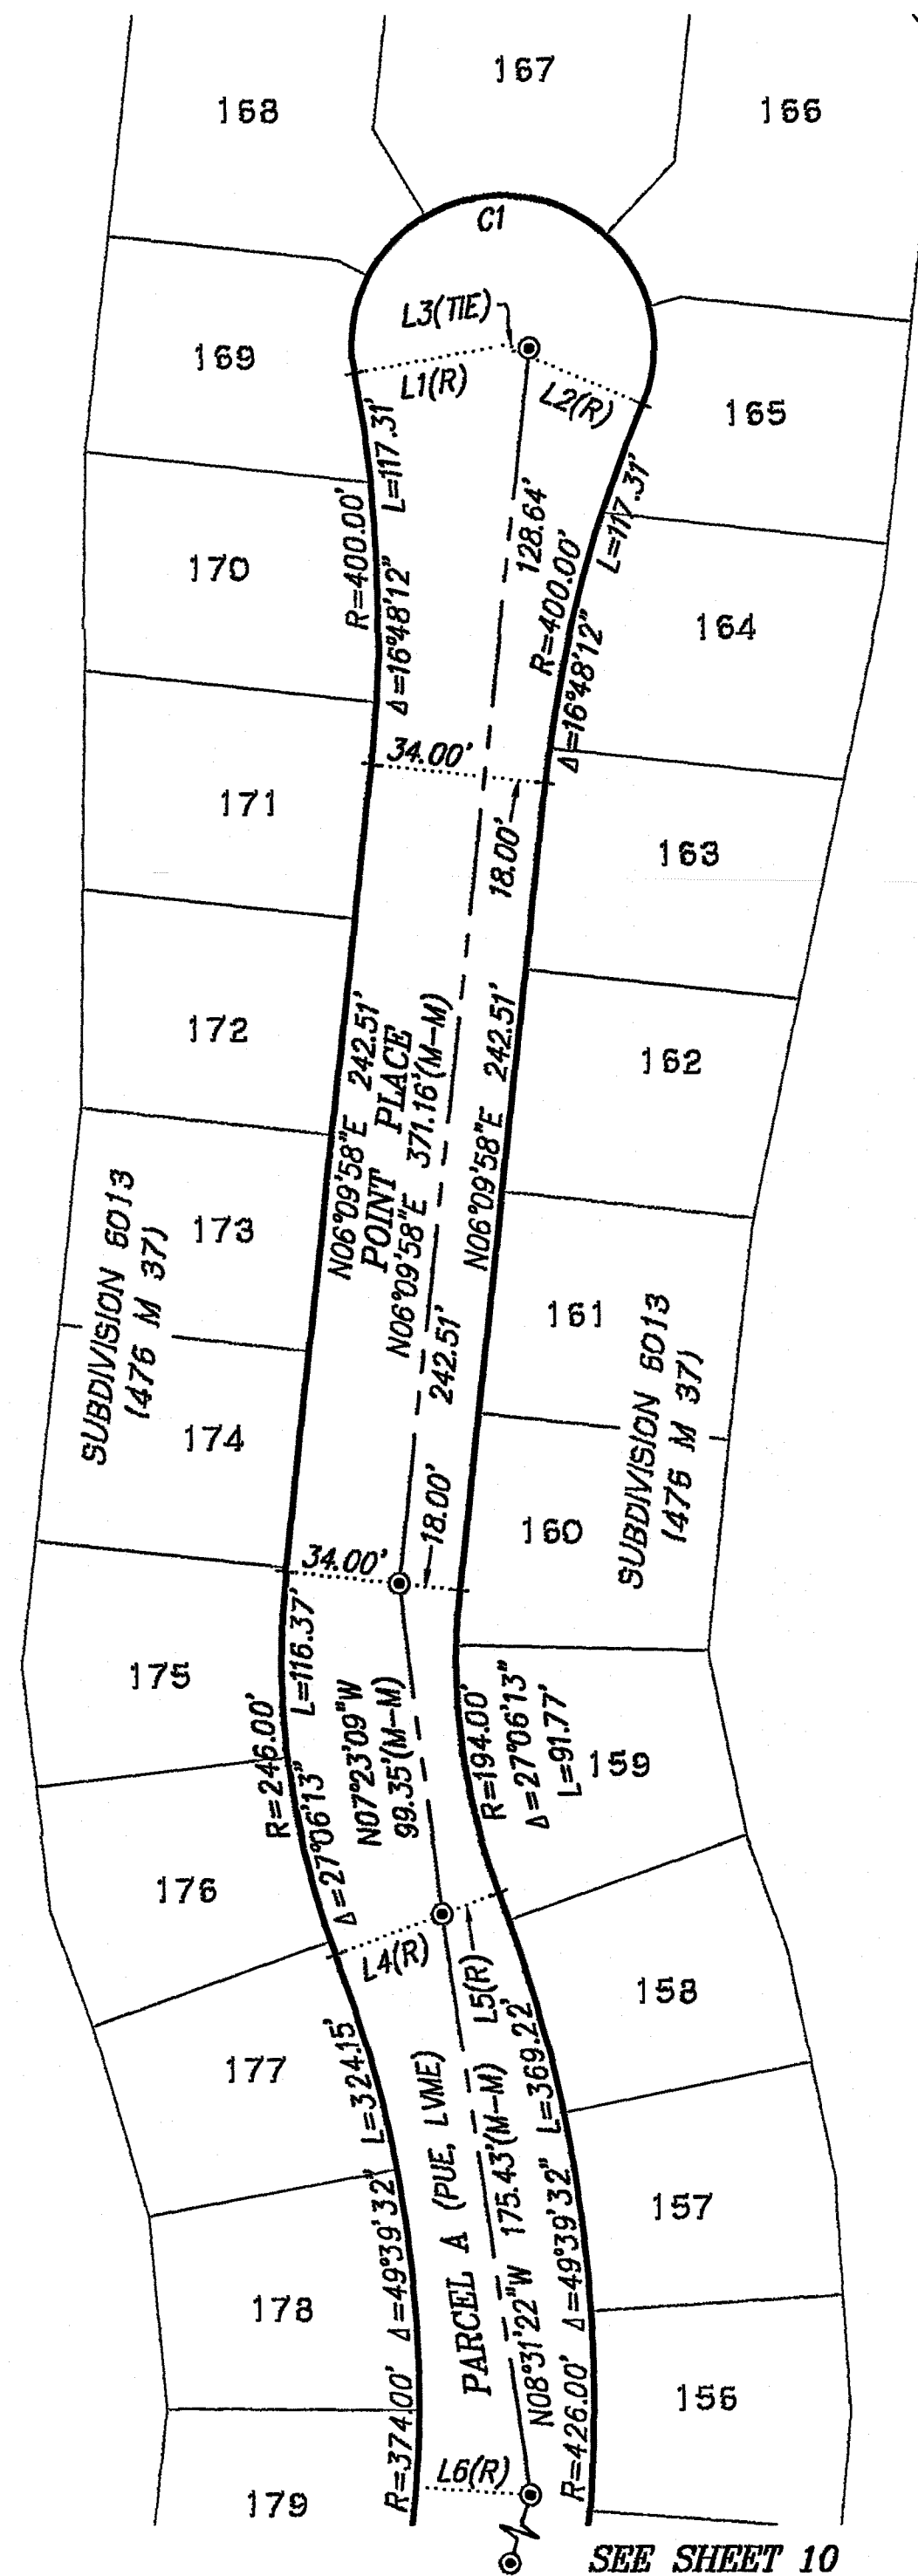 167
168
166
C1
L3(TIE)
169
L1(R)
L2(R)
165
L=117.31'
R=400.00'
Δ=16°48'12"
128.64'
R=400.00'
L=117.31'
Δ=16°48'12"
170
164
34.00'
18.00'
171
163
172
162
N06°09'58"E 242.51'
POINT PLACE
N06°09'58"E 371.16'(M-M)
242.51'
N06°09'58"E 242.51'
173
161
SUBDIVISION 6013
(476 M 37)
SUBDIVISION 6013
(476 M 37)
174
160
34.00'
18.00'
175
R=246.00'
L=116.37'
Δ=27°06'13"
N07°23'09"W
99.35'(M-M)
R=194.00'
Δ=27°06'13"
L=91.77'
159
176
L4(R)
L5(R)
158
177
R=374.00' Δ=49°39'32" L=324.15'
PARCEL A (PUE, LVME)
N08°31'22"W 175.43'(M-M)
R=426.00' Δ=49°39'32" L=369.22'
157
178
156
L6(R)
179
SEE SHEET 10